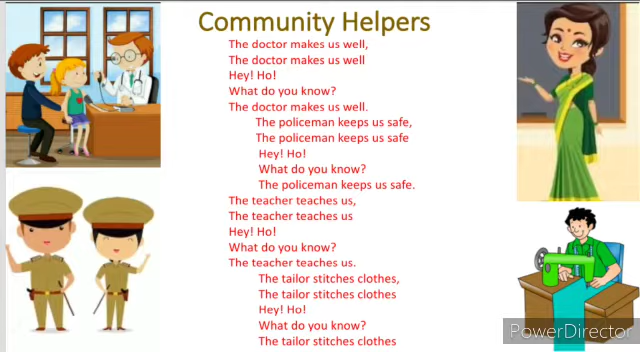 Community Helpers
The doctor makes us well,
The doctor makes us well
Hey! Ho!
What do you know?
The doctor makes us well.
The policeman keeps us safe,
The policeman keeps us safe
Hey! Ho!
What do you know?
The policeman keeps us safe.
The teacher teaches us,
The teacher teaches us
Hey! Ho!
What do you know?
The teacher teaches us.
The tailor stitches clothes,
The tailor stitches clothes
Hey! Ho!
What do you know?
The tailor stitches clothes
PowerDirector